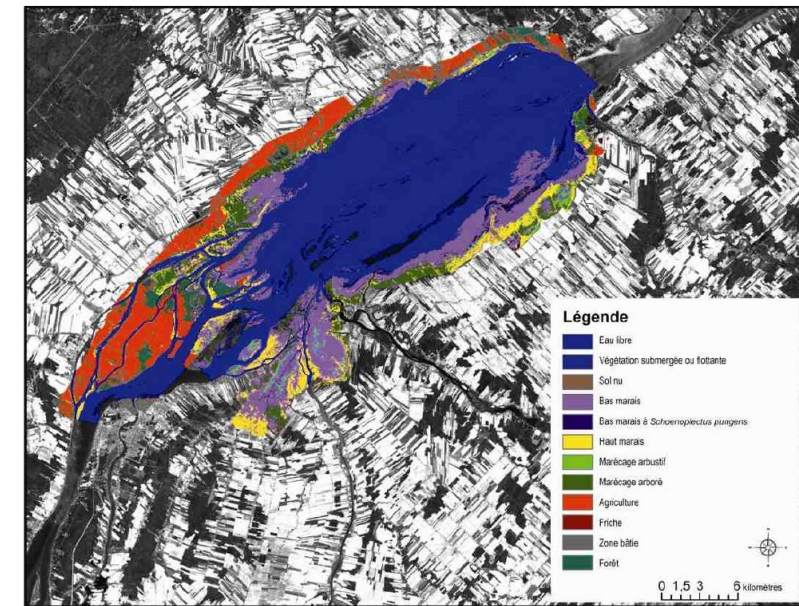 Légende
Eau libre
Végétation submergée ou flottante
Sol nu
Bas marais
Bas marais à Schoenoplectus pungens
Haut marais
Marécage arbustif
Marécage arboré
Agriculture
Friche
Zone bâtie
Forêt
0 1,5 3 6 kilomètres